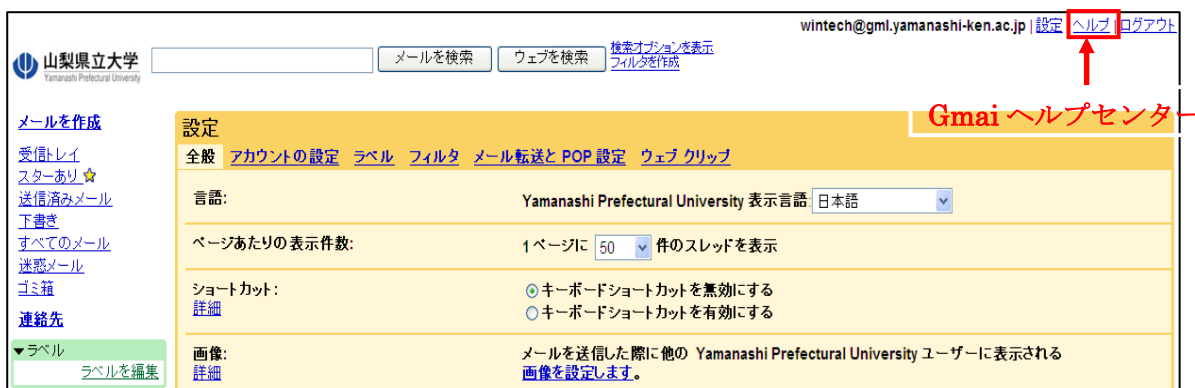 wintech@gml.yamanashi-ken.ac.jp | 設定 | ヘルプ | ログアウト
山梨県立大学
Yamanashi Prefectural University
メールを検索 ウェブを検索
検索オプションを表示
フィルタを作成
Gmai ヘルプセンター
メールを作成
受信トレイ
スターあり
送信済みメール
下書き
すべてのメール
迷惑メール
ゴミ箱
連絡先
▼ラベル
ラベルを編集
設定
全般 アカウントの設定 ラベル フィルタ メール転送と POP 設定 ウェブ クリップ
言語: Yamanashi Prefectural University 表示言語: 日本語
ページあたりの表示件数: 1ページに 50 件のスレッドを表示
ショートカット: キーボードショートカットを無効にする
詳細 キーボードショートカットを有効にする
画像: メールを送信した際に他の Yamanashi Prefectural University ユーザーに表示される
詳細 画像を設定します。